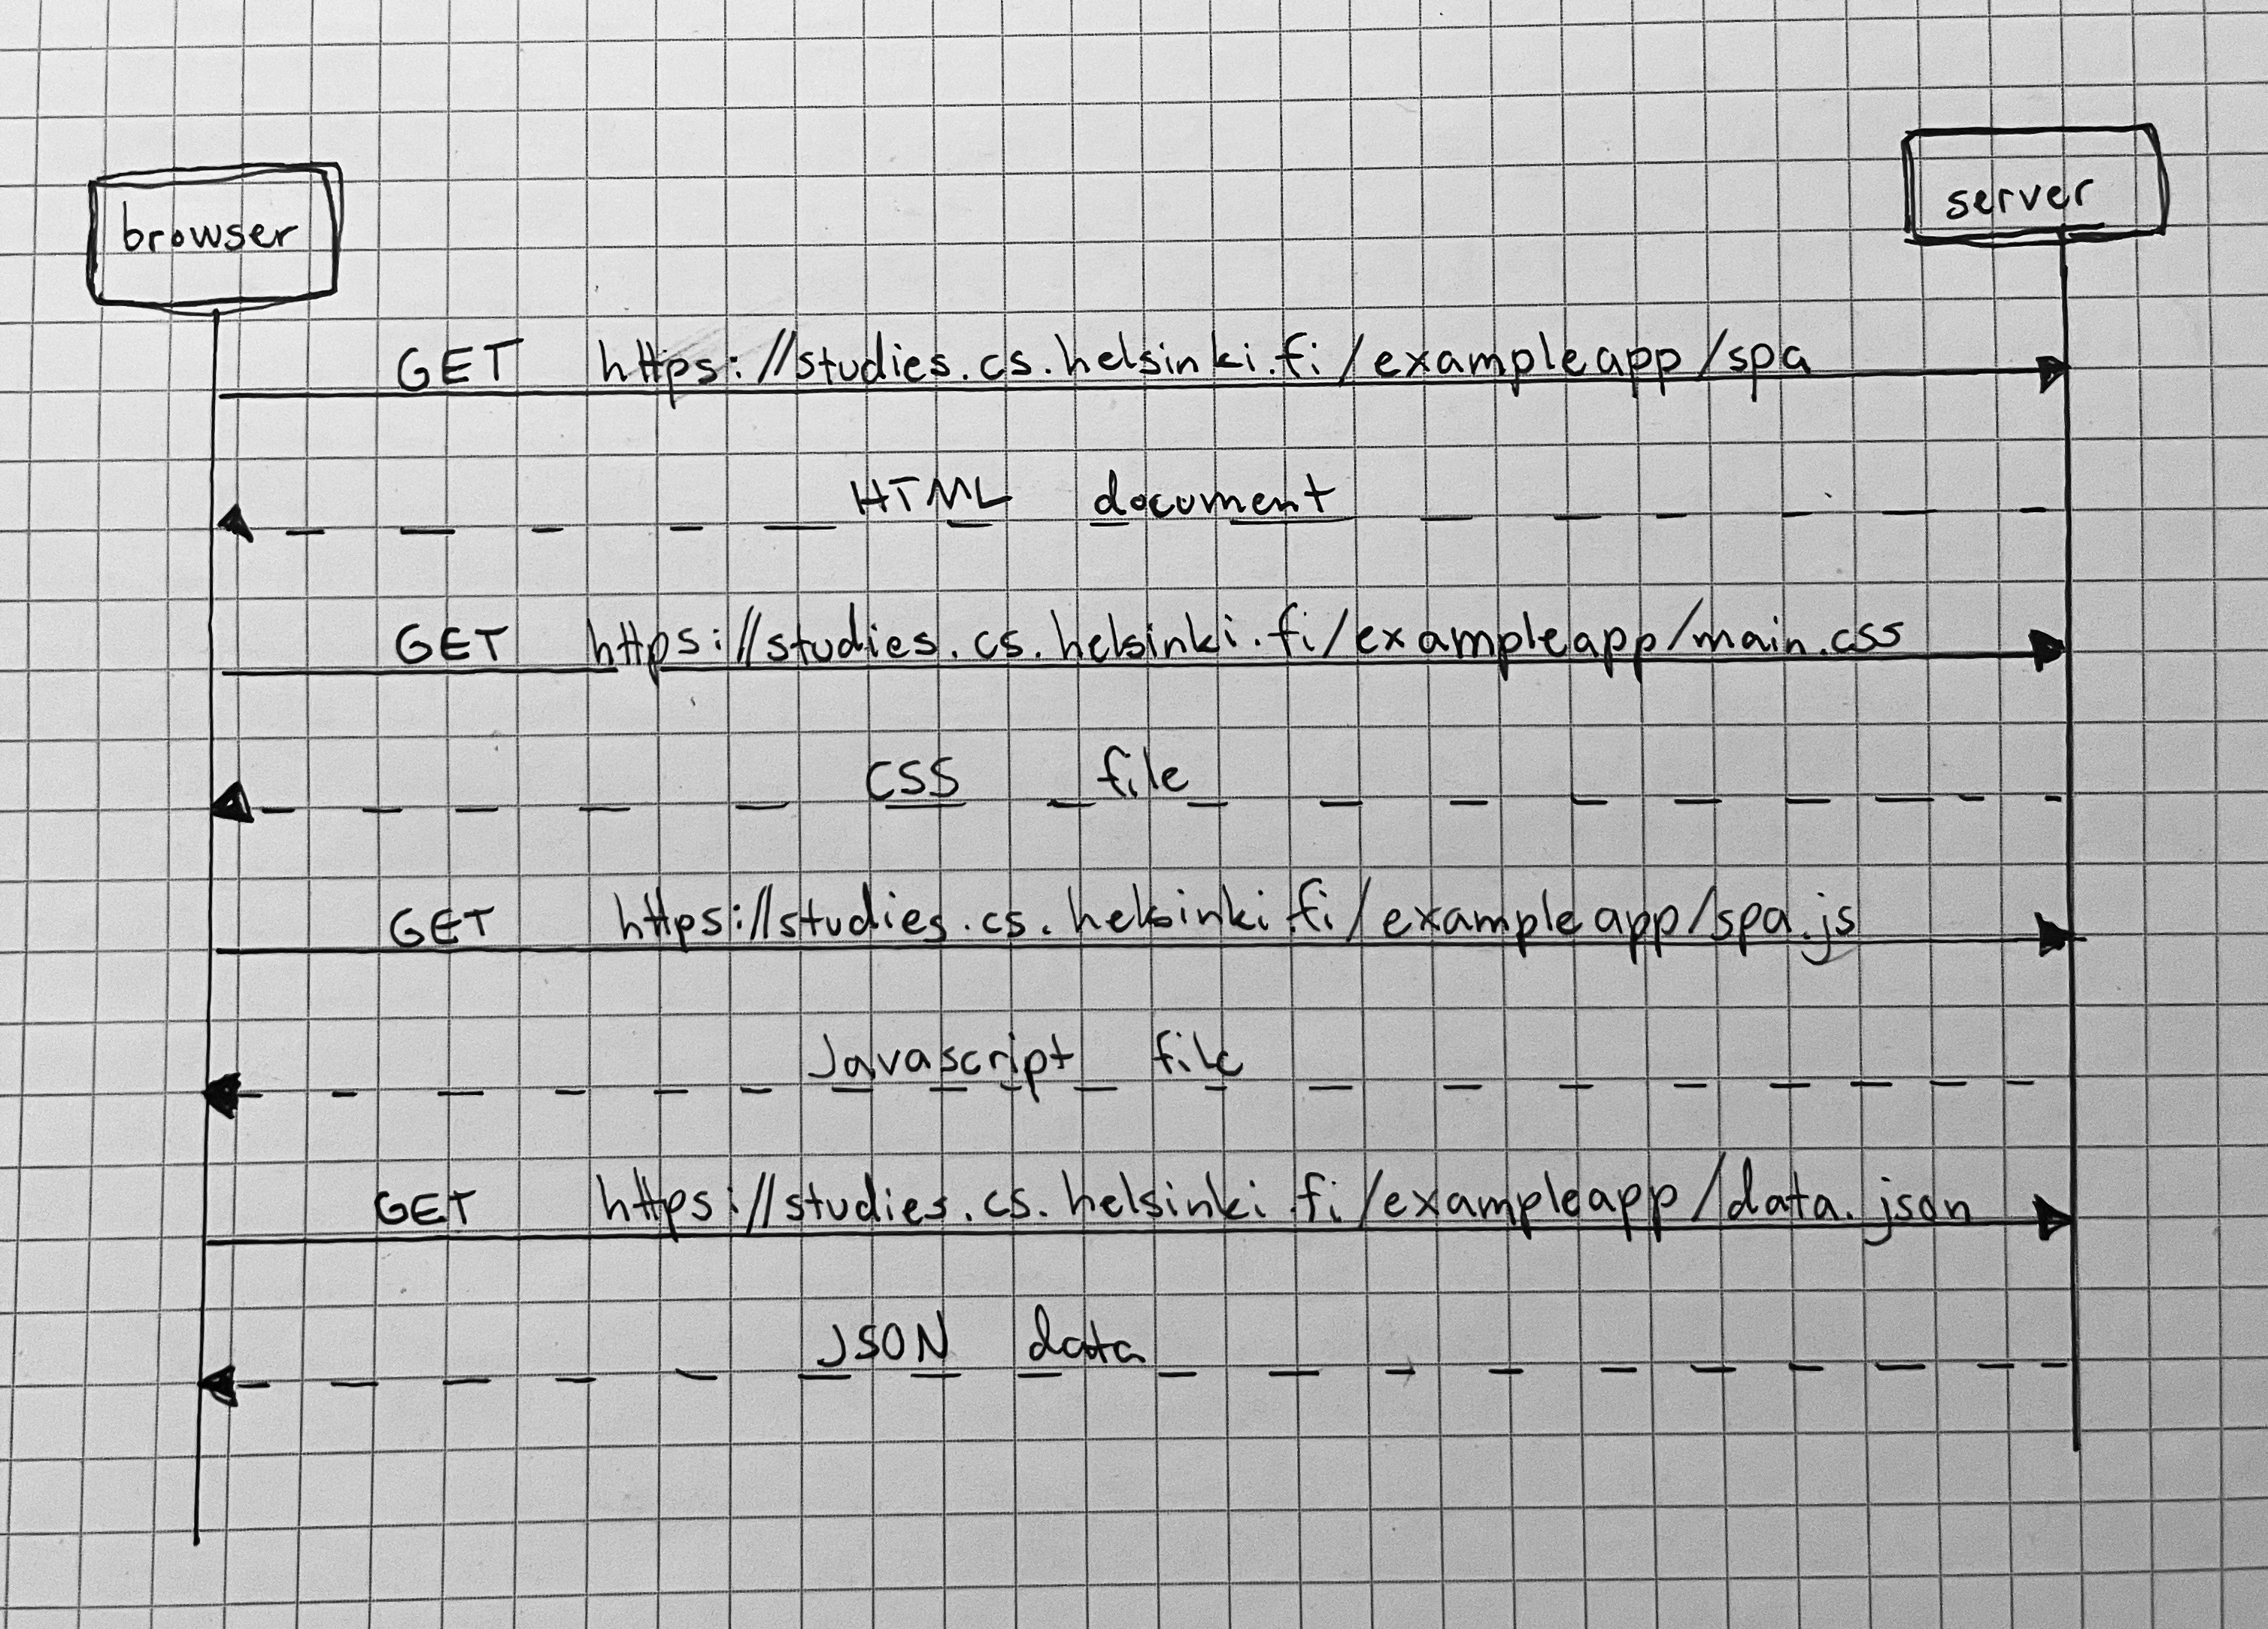 browser
server
GET https://studies.cs.helsinki.fi/exampleapp/spa
HTML document
GET https://studies.cs.helsinki.fi/exampleapp/main.css
CSS file
GET https://studies.cs.helsinki.fi/exampleapp/spa.js
Javascript file
GET https://studies.cs.helsinki.fi/exampleapp/data.json
JSON data